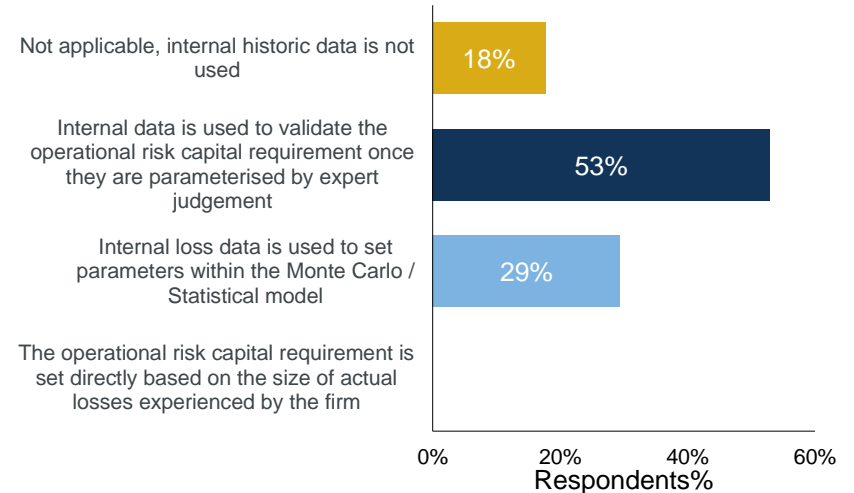 Not applicable, internal historic data is not
used
18%
Internal data is used to validate the
operational risk capital requirement once
they are parameterised by expert
judgement
53%
Internal loss data is used to set
parameters within the Monte Carlo /
Statistical model
29%
The operational risk capital requirement is
set directly based on the size of actual
losses experienced by the firm
0% 20% 40% 60%
Respondents%